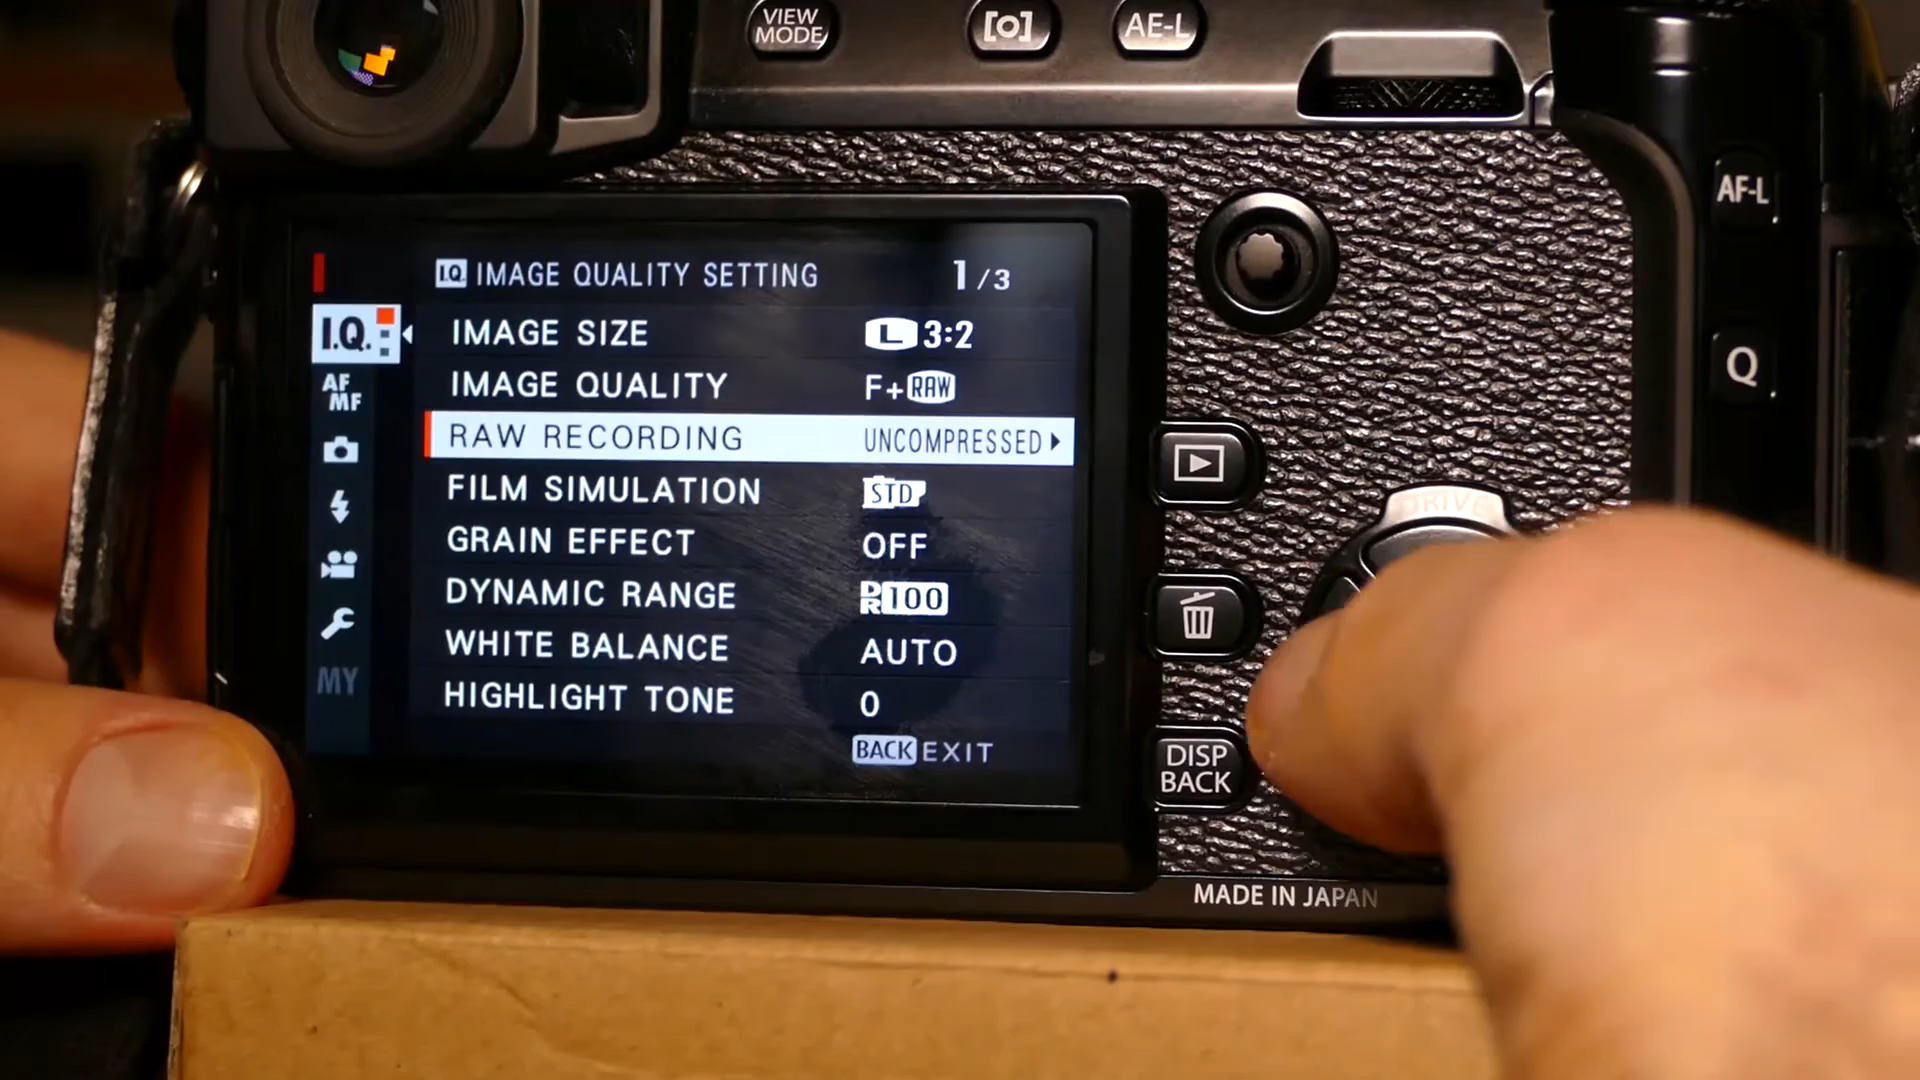 VIEW
MODE
AE-L
AF-L
Q
I.Q. IMAGE QUALITY SETTING 1/3
I.Q.
IMAGE SIZE L 3:2
AF
MF
IMAGE QUALITY F+RAW
RAW RECORDING UNCOMPRESSED
FILM SIMULATION STD
GRAIN EFFECT OFF
DYNAMIC RANGE DR100
WHITE BALANCE AUTO
MY
HIGHLIGHT TONE 0
BACK EXIT
DRIVE
DISP
BACK
MADE IN JAPAN